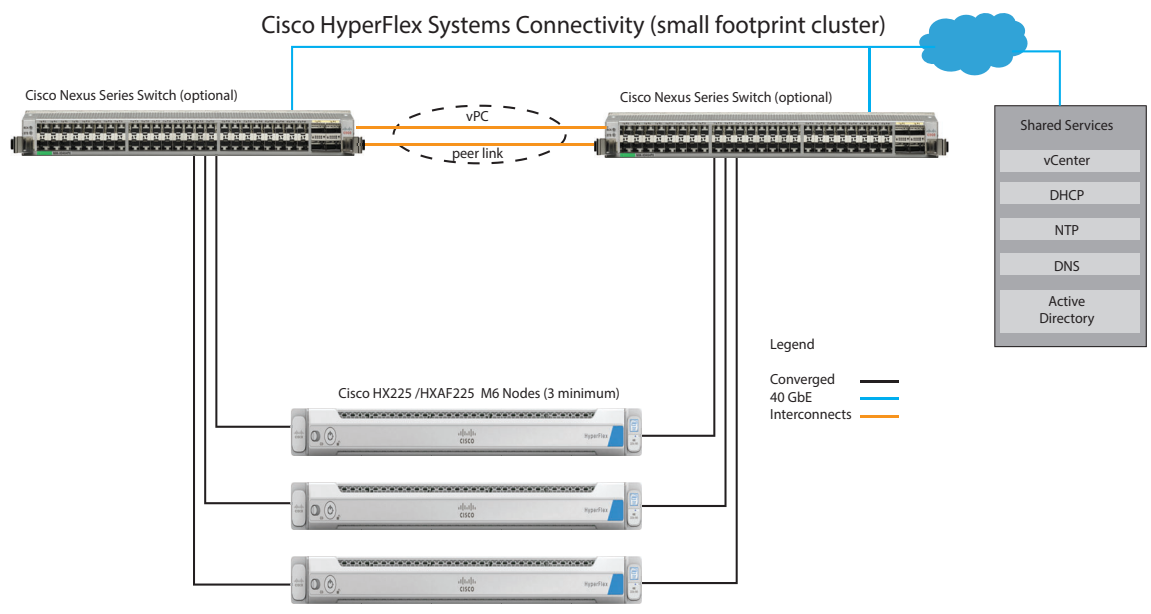 Cisco HyperFlex Systems Connectivity (small footprint cluster)
Cisco Nexus Series Switch (optional)
Cisco Nexus Series Switch (optional)
vPC
peer link
Shared Services
vCenter
DHCP
NTP
DNS
Active
Directory
Legend
Converged
40 GbE
Interconnects
Cisco HX225 /HXAF225 M6 Nodes (3 minimum)
CISCO
HyperFlex
CISCO
HyperFlex
CISCO
HyperFlex